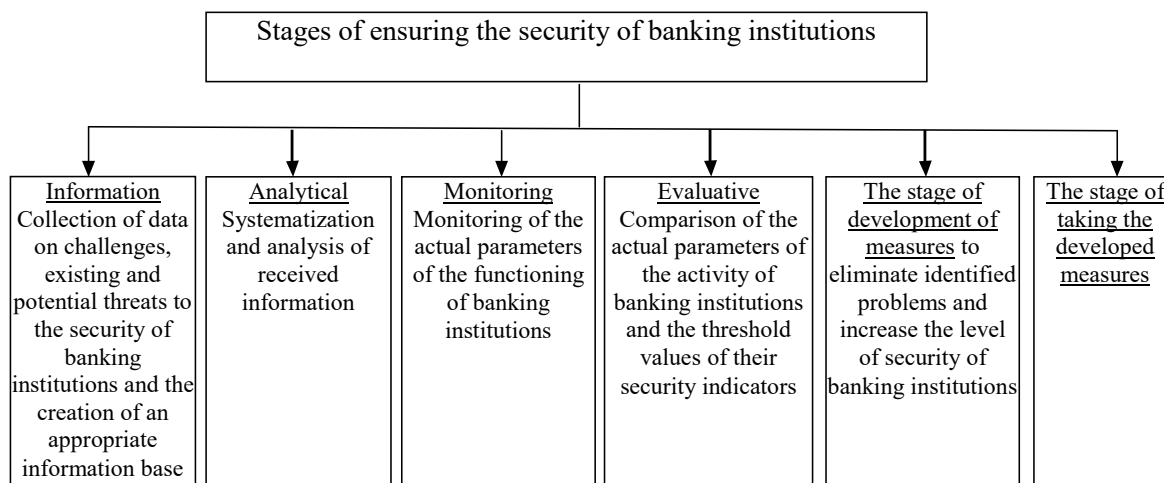 Stages of ensuring the security of banking institutions
Information
Collection of data
on challenges,
existing and
potential threats to
the security of
banking
institutions and the
creation of an
appropriate
information base
Analytical
Systematization
and analysis of
received
information
Monitoring
Monitoring of the
actual parameters
of the functioning
of banking
institutions
Evaluative
Comparison of the
actual parameters of
the activity of
banking institutions
and the threshold
values of their
security indicators
The stage of
development of
measures to
eliminate identified
problems and
increase the level
of security of
banking institutions
The stage of
taking the
developed
measures